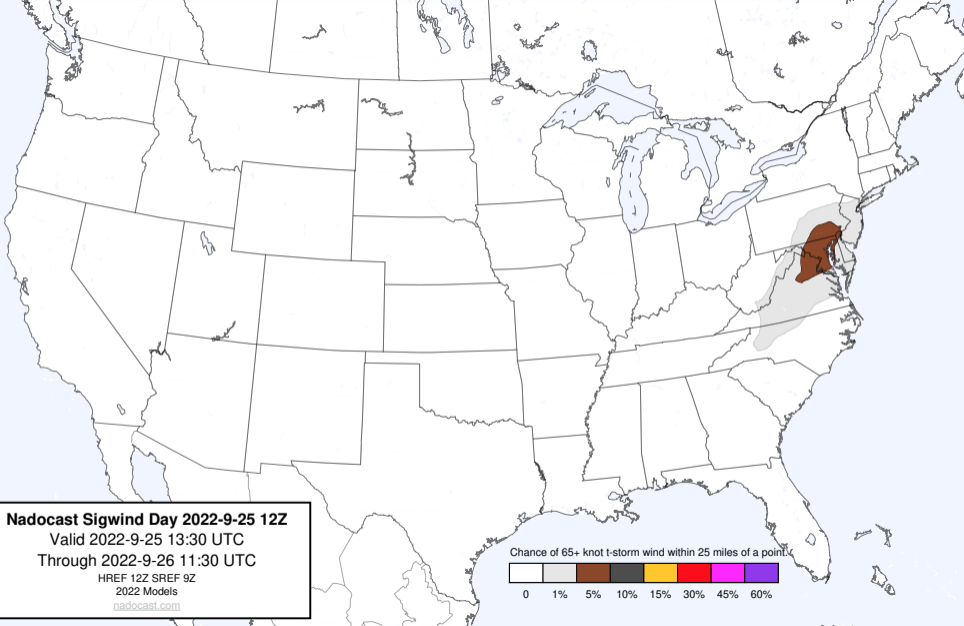 Nadocast Sigwind Day 2022-9-25 12Z
Valid 2022-9-25 13:30 UTC
Through 2022-9-26 11:30 UTC
HREF 12Z SREF 9Z
2022 Models
nadocast.com
Chance of 65+ knot t-storm wind within 25 miles of a point.
0 1% 5% 10% 15% 30% 45% 60%